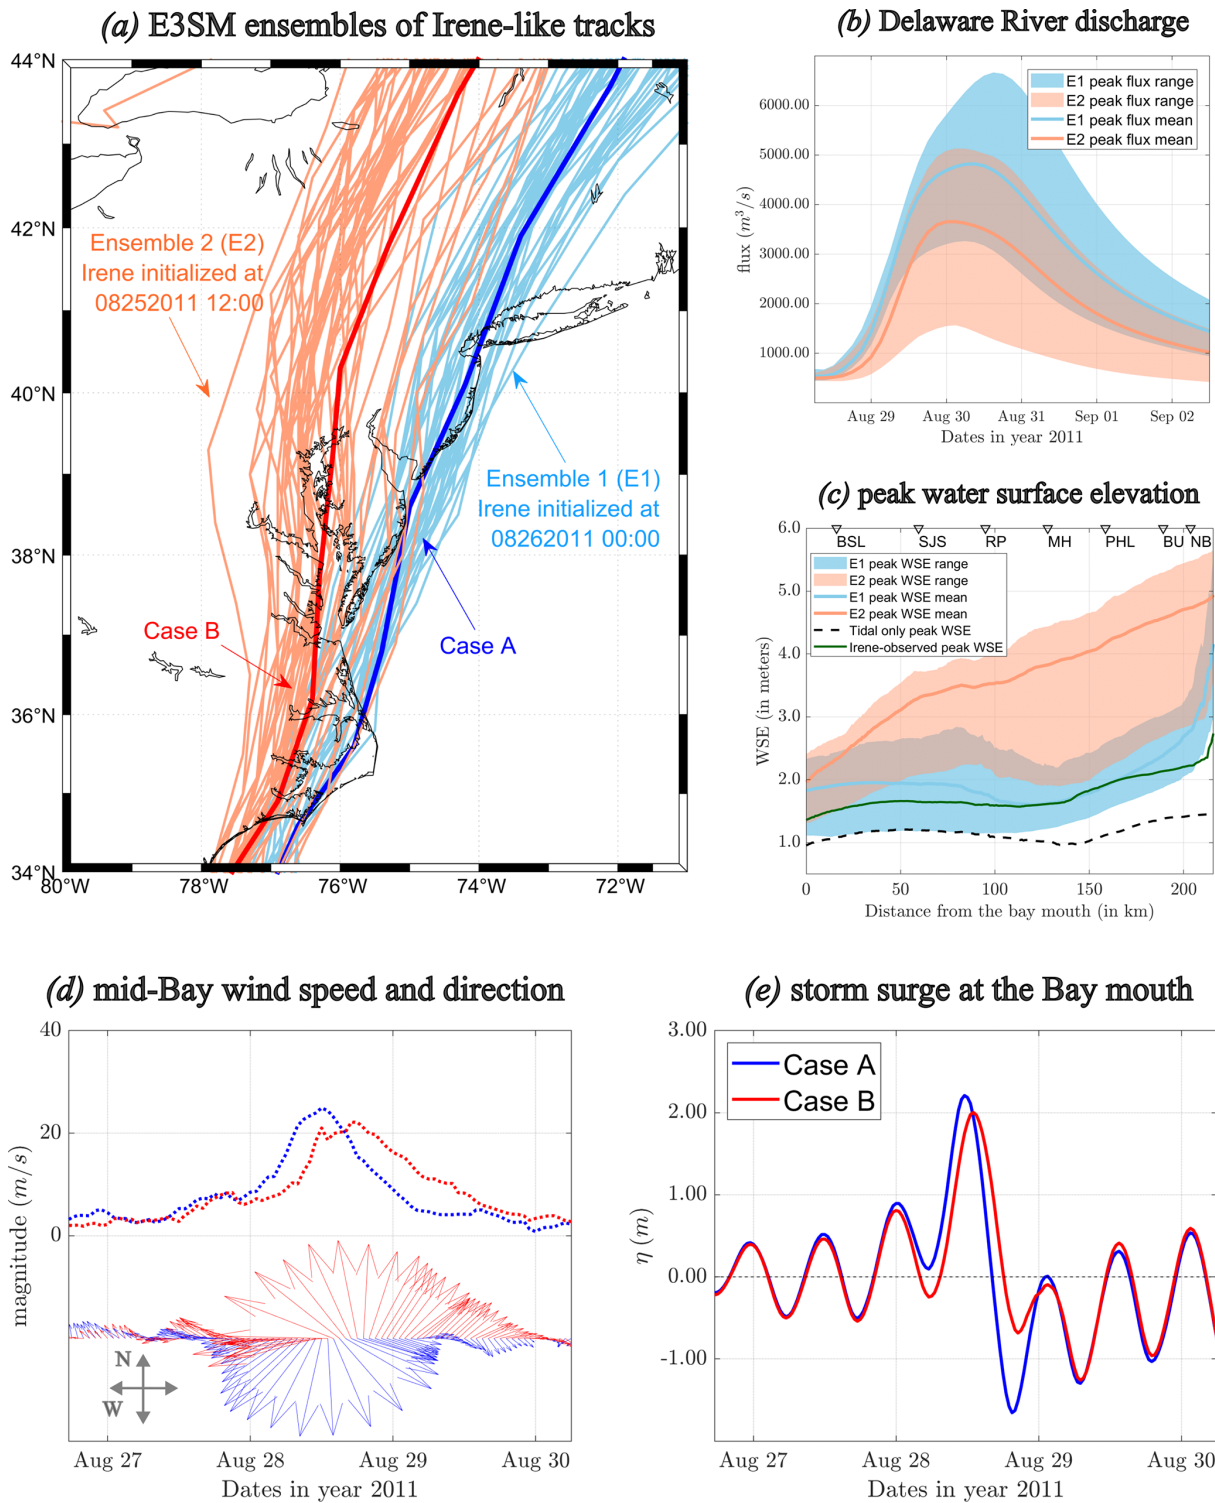 (a) E3SM ensembles of Irene-like tracks
44°N
42°N
40°N
38°N
36°N
34°N
80°W
78°W
76°W
74°W
72°W
Ensemble 2 (E2)
Irene initialized at
08252011 12:00
Ensemble 1 (E1)
Irene initialized at
08262011 00:00
Case B
Case A
(b) Delaware River discharge
E1 peak flux range
E2 peak flux range
E1 peak flux mean
E2 peak flux mean
6000.00
5000.00
4000.00
3000.00
2000.00
1000.00
flux (m³/s)
Aug 29
Aug 30
Aug 31
Sep 01
Sep 02
Dates in year 2011
(c) peak water surface elevation
BSL
SJS
RP
MH
PHL
BU
NB
E1 peak WSE range
E2 peak WSE range
E1 peak WSE mean
E2 peak WSE mean
Tidal only peak WSE
Irene-observed peak WSE
6.0
5.0
4.0
3.0
2.0
1.0
WSE (in meters)
0
50
100
150
200
Distance from the bay mouth (in km)
(d) mid-Bay wind speed and direction
40
20
0
magnitude (m/s)
N
W
Aug 27
Aug 28
Aug 29
Aug 30
Dates in year 2011
(e) storm surge at the Bay mouth
Case A
Case B
3.00
2.00
1.00
0.00
-1.00
η (m)
Aug 27
Aug 28
Aug 29
Aug 30
Dates in year 2011